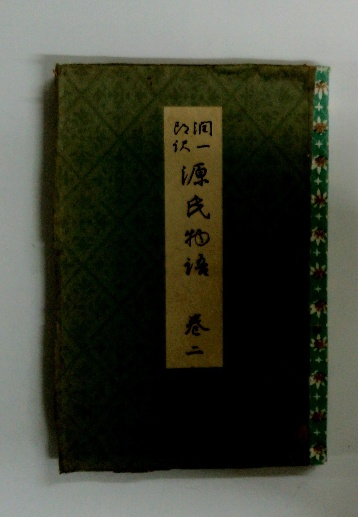 潤一
郎訳
源氏物語 巻二